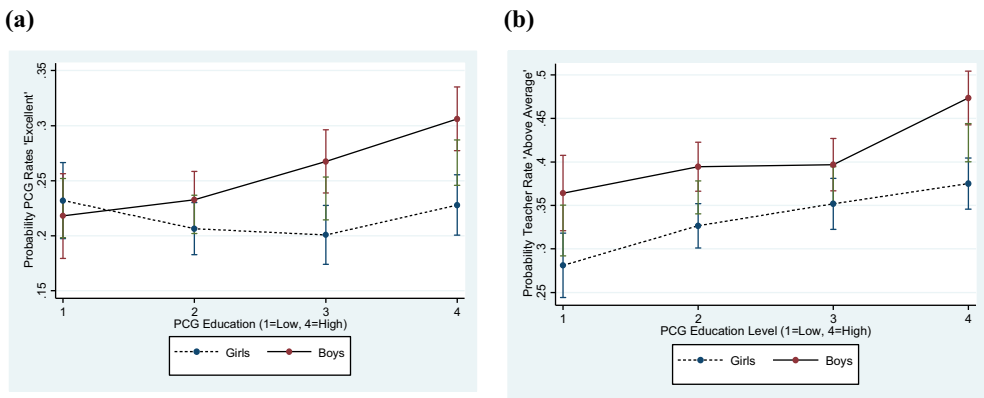 (a)
Probability PCG Rates 'Excellent'
.35
.3
.25
.2
.15
1 2 3 4
PCG Education (1=Low, 4=High)
Girls Boys
(b)
Probability Teacher Rate 'Above Average'
.5
.45
.4
.35
.3
.25
1 2 3 4
PCG Education Level (1=Low, 4=High)
Girls Boys